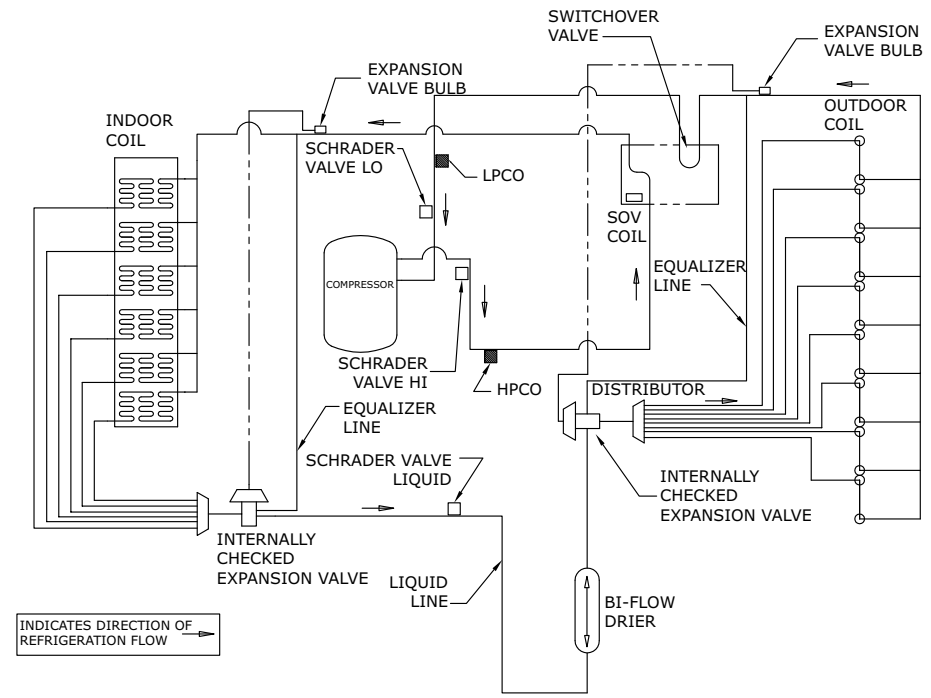 SWITCHOVER
VALVE
EXPANSION
VALVE BULB
EXPANSION
VALVE BULB
INDOOR
COIL
OUTDOOR
COIL
SCHRADER
VALVE LO
LPCO
SOV
COIL
COMPRESSOR
EQUALIZER
LINE
SCHRADER
VALVE HI
HPCO
DISTRIBUTOR
EQUALIZER
LINE
SCHRADER VALVE
LIQUID
INTERNALLY
CHECKED
EXPANSION VALVE
INTERNALLY
CHECKED
EXPANSION VALVE
LIQUID
LINE
BI-FLOW
DRIER
INDICATES DIRECTION OF
REFRIGERATION FLOW